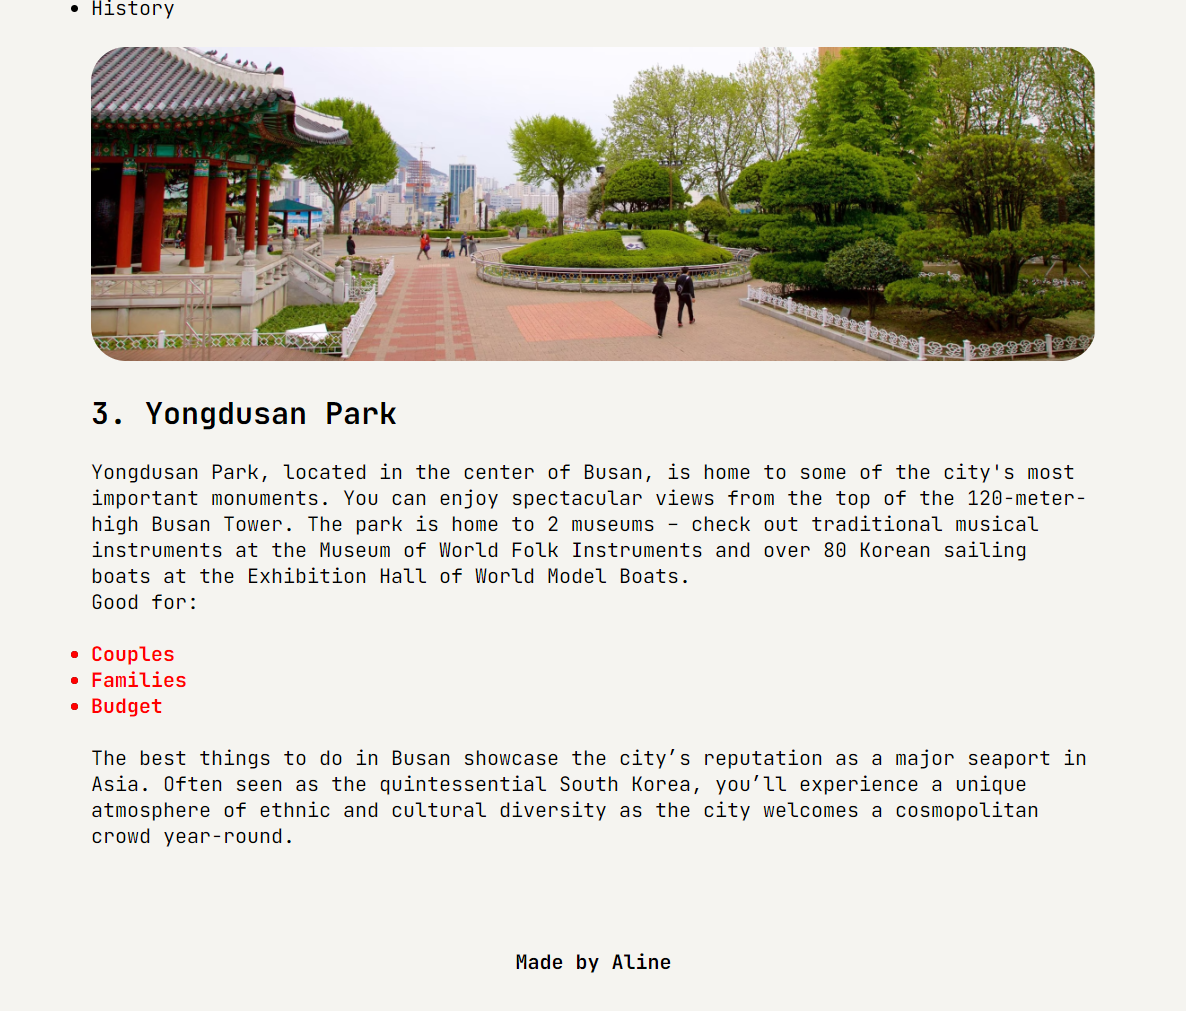 • History
3. Yongdusan Park
Yongdusan Park, located in the center of Busan, is home to some of the city's most
important monuments. You can enjoy spectacular views from the top of the 120-meter-
high Busan Tower. The park is home to 2 museums – check out traditional musical
instruments at the Museum of World Folk Instruments and over 80 Korean sailing
boats at the Exhibition Hall of World Model Boats.
Good for:
• Couples
• Families
• Budget
The best things to do in Busan showcase the city’s reputation as a major seaport in
Asia. Often seen as the quintessential South Korea, you’ll experience a unique
atmosphere of ethnic and cultural diversity as the city welcomes a cosmopolitan
crowd year-round.
Made by Aline